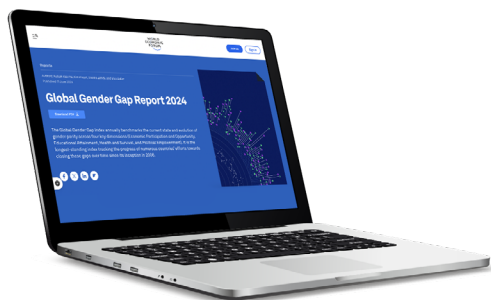 WORLD
ECONOMIC
FORUM
Global Gender Gap Report 2024
The Global Gender Gap Index annually benchmarks the current state and evolution of
gender parity across four key dimensions (Economic Participation and Opportunity,
Educational Attainment, Health and Survival, and Political Empowerment). It is the
longest-standing index tracking the progress of numerous countries' efforts towards
closing these gaps over time since its inception in 2006.